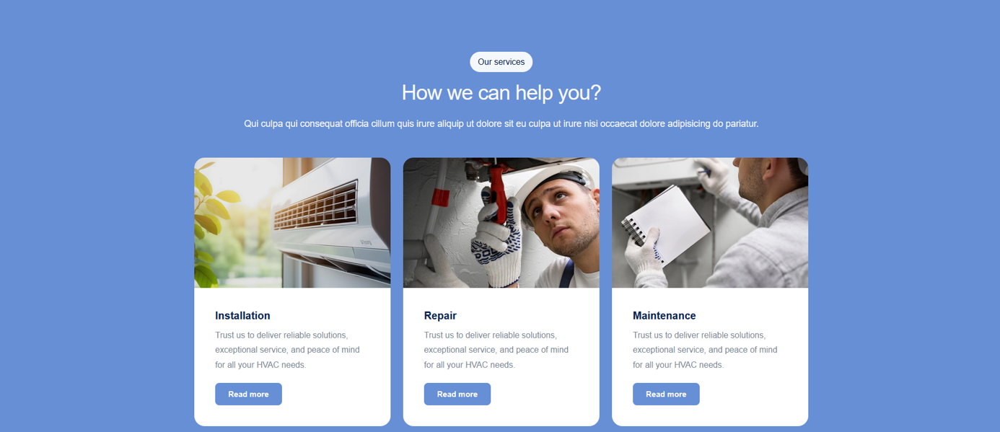 Our services
How we can help you?
Qui culpa qui consequat officia cillum quis irure aliquip ut dolore sit eu culpa ut irure nisi occaecat dolore adipisicing do pariatur.
Installation
Trust us to deliver reliable solutions,
exceptional service, and peace of mind
for all your HVAC needs.
Read more
Repair
Trust us to deliver reliable solutions,
exceptional service, and peace of mind
for all your HVAC needs.
Read more
Maintenance
Trust us to deliver reliable solutions,
exceptional service, and peace of mind
for all your HVAC needs.
Read more